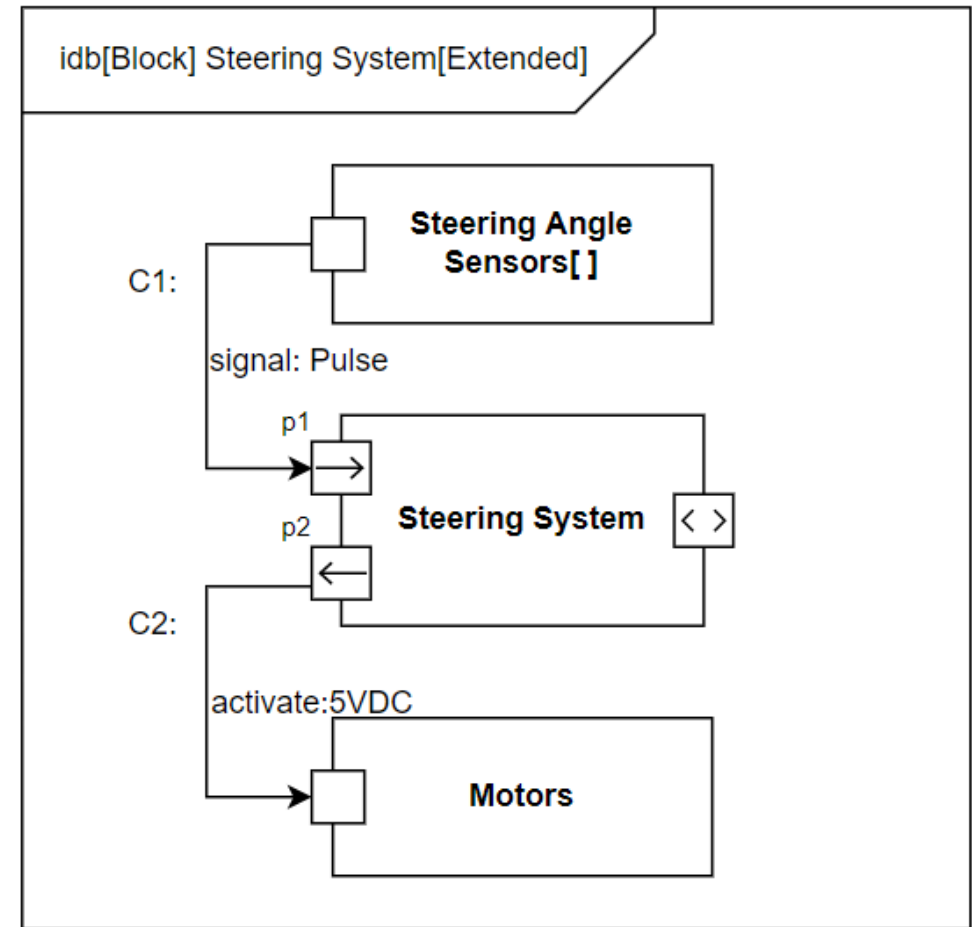 idb[Block] Steering System[Extended]
Steering Angle
Sensors[ ]
C1:
signal: Pulse
p1
Steering System
p2
C2:
activate:5VDC
Motors